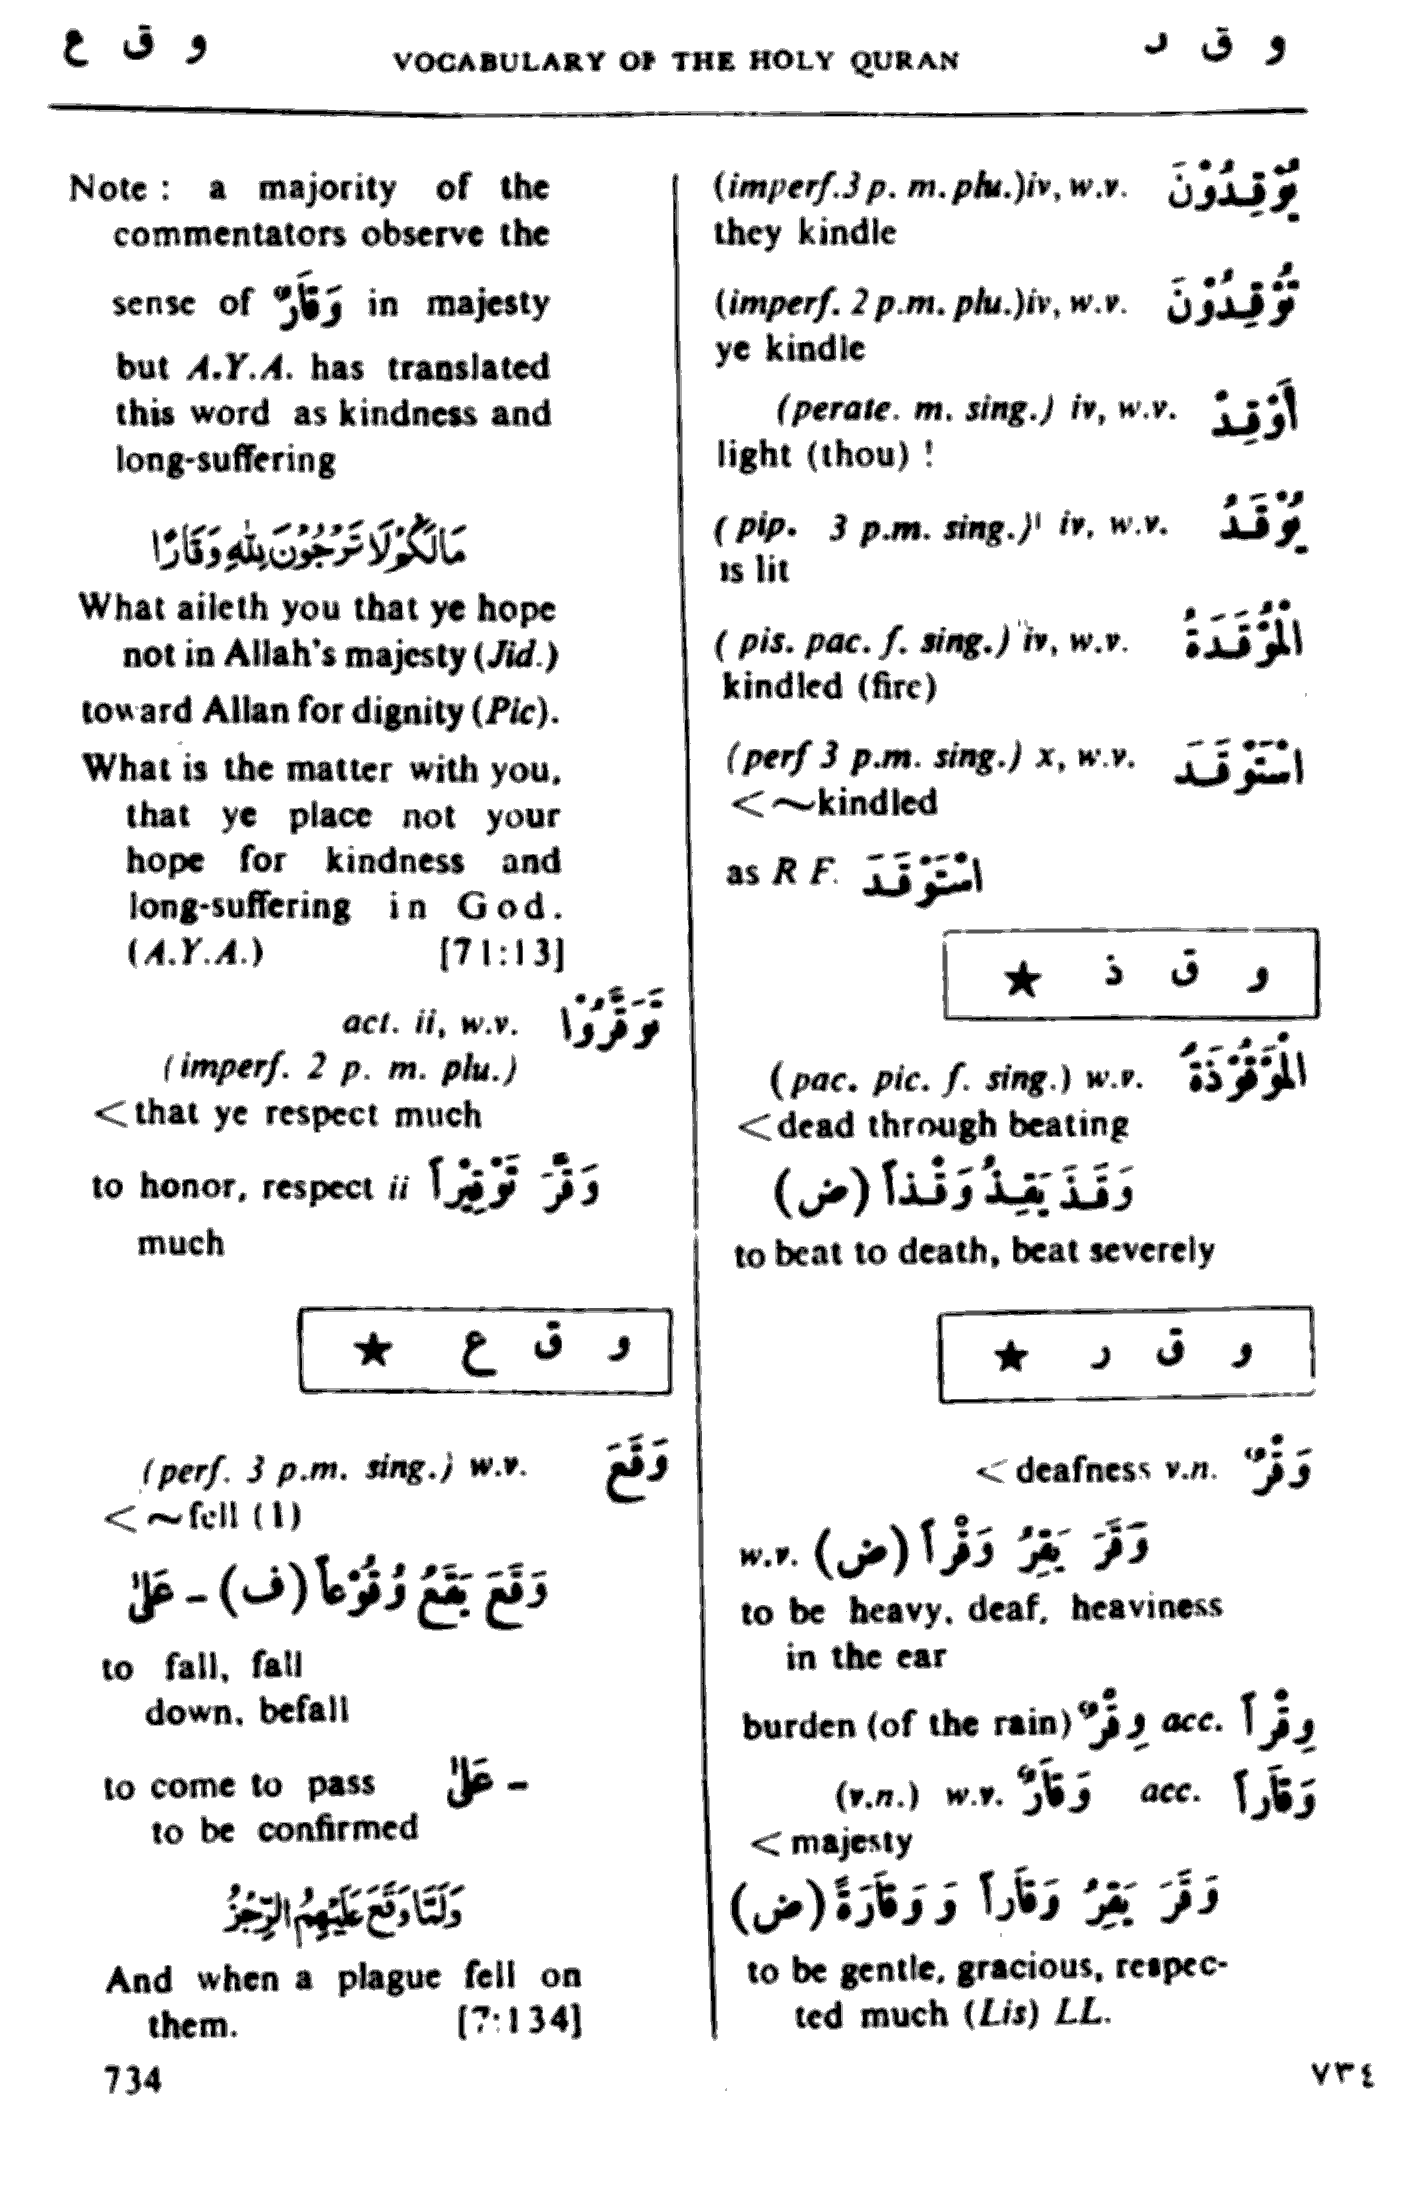 و ق ع VOCABULARY OF THE HOLY QURAN و ق ر
(imperf.3 p. m. plu.)iv, w.v. يُوْقِدُوْنَ
they kindle
(imperf. 2 p.m. plu.)iv, w.v. تُوْقِدُوْنَ
ye kindle
(perate. m. sing.) iv, w.v. أَوْقِدْ
light (thou) !
( pip. 3 p.m. sing.) iv, w.v. يُوْقَدُ
is lit
( pis. pac. f. sing.) iv, w.v. الْمُوْقَدَةُ
kindled (fire)
(perf 3 p.m. sing.) x, w.v. اسْتَوْقَدَ
<~kindled
as R F. اسْتَوْقَدَ
و ق ذ ★
(pac. pic. f. sing.) w.v. الْمَوْقُوْذَةُ
<dead through beating
وَقَذَ يَقِذُ وَقْذاً (ض)
to beat to death, beat severely
و ق ر ★
< deafness v.n. وَقْرٌ
w.v. وَقَرَ يَقِرُ وَقْراً (ض)
to be heavy, deaf, heaviness
in the ear
burden (of the rain) وِقْرٌ acc. وِقْراً
(v.n.) w.v. وَقَارٌ acc. وَقَاراً
< majesty
وَقَرَ يَقِرُ وَقَاراً وَ وَقَارَةً (ض)
to be gentle, gracious, respec-
ted much (Lis) LL.
Note : a majority of the
commentators observe the
sense of وَقَارٌ in majesty
but A.Y.A. has translated
this word as kindness and
long-suffering
مَالَكُمْ لَا تَرْجُوْنَ لِلّٰهِ وَقَارًا
What aileth you that ye hope
not in Allah's majesty (Jid.)
toward Allan for dignity (Pic).
What is the matter with you,
that ye place not your
hope for kindness and
long-suffering in God.
(A.Y.A.) [71:13]
act. ii, w.v. تُوَقِّرُوْا
(imperf. 2 p. m. plu.)
<that ye respect much
to honor, respect ii وَقَّرَ تَوْقِيْراً
much
و ق ع ★
(perf. 3 p.m. sing.) w.v. وَقَعَ
<~fell (1)
وَقَعَ يَقَعُ وُقُوْعاً (ف) - عَلٰى
to fall, fall
down, befall
to come to pass - عَلٰى
to be confirmed
وَلَمَّا وَقَعَ عَلَيْهِمُ الرِّجْزُ
And when a plague fell on
them. [7:134]
734 ٧٣٤